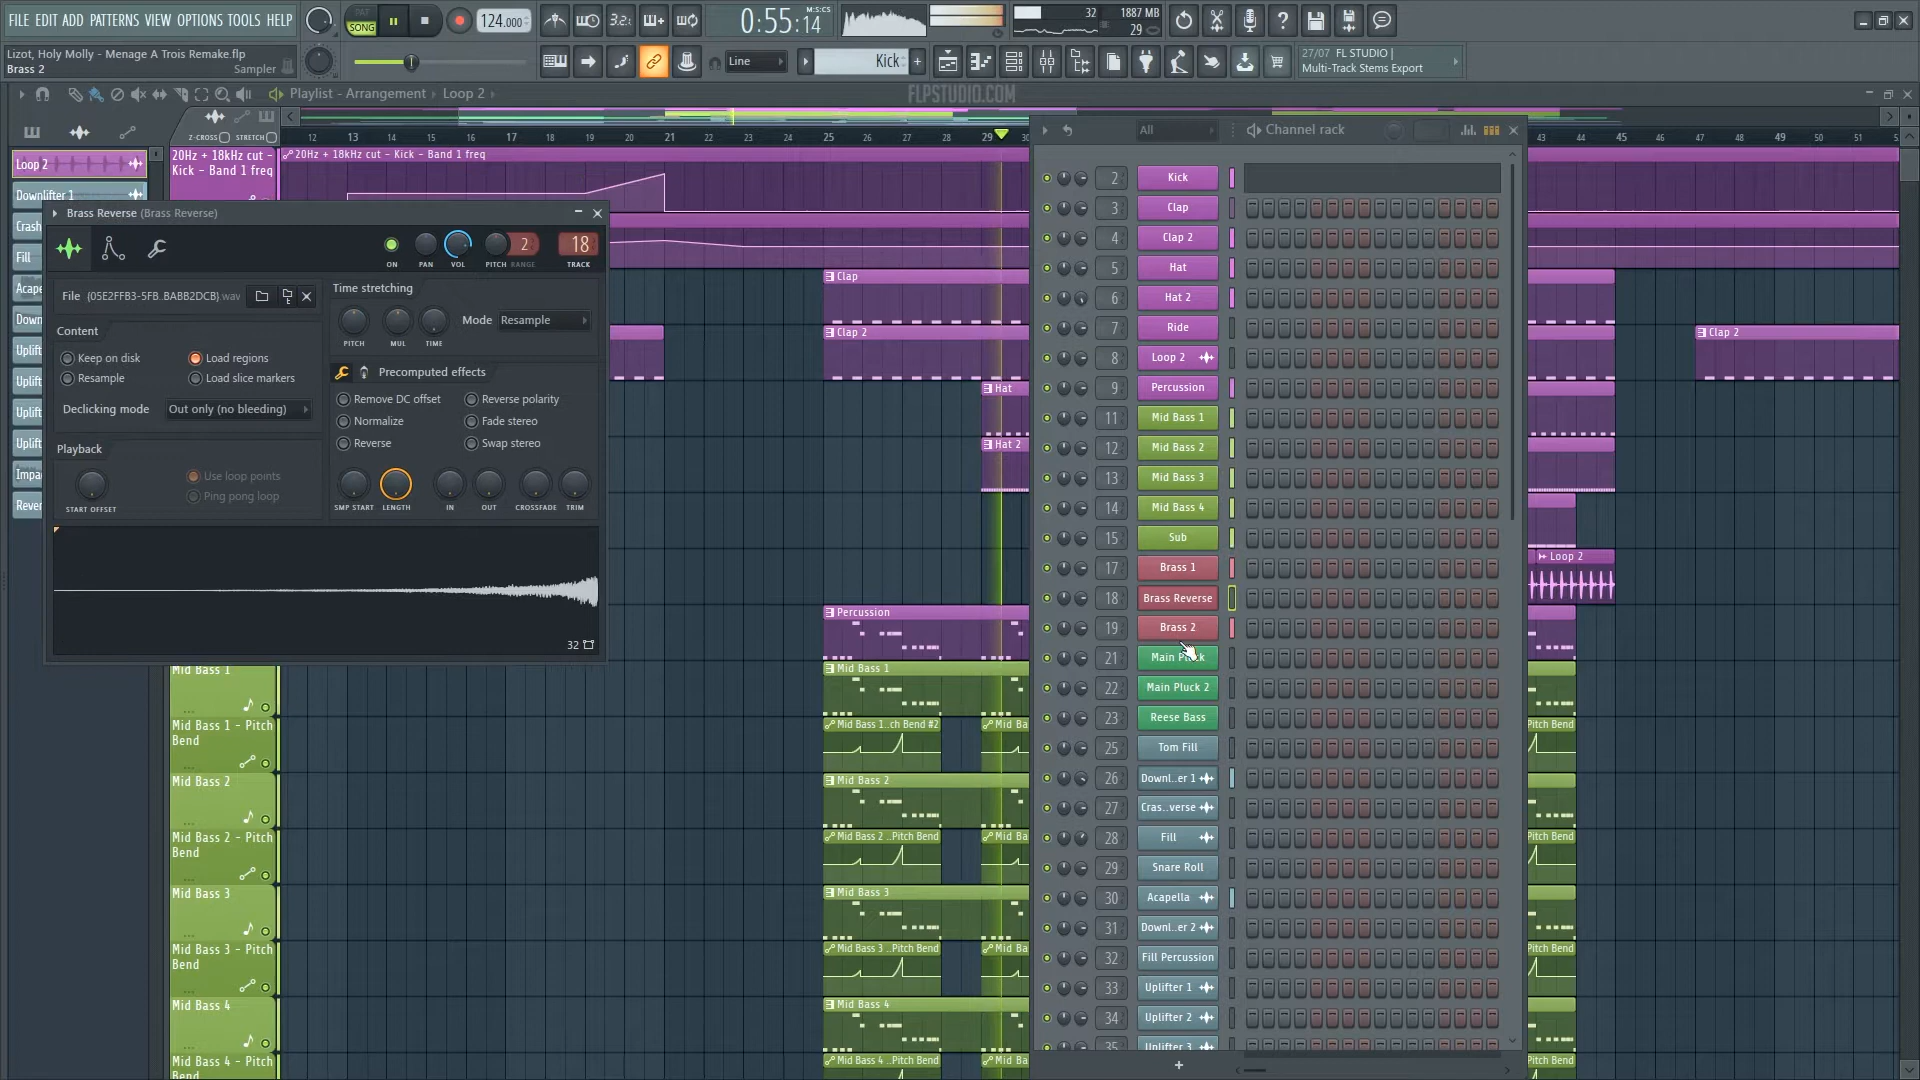 FILE EDIT ADD PATTERNS VIEW OPTIONS TOOLS HELP
PAT
SONG
124.000
3.2.
0:55:14
M:S:CS
32
1887 MB
29
Lizot, Holy Molly - Menage A Trois Remake.flp
Brass 2
Sampler
Line
Kick
27/07 FL STUDIO |
Multi-Track Stems Export
Playlist - Arrangement
Loop 2
FLPSTUDIO.COM
Z-CROSS
STRETCH
12
13
14
15
16
17
18
19
20
21
22
23
24
25
26
27
28
29
43
44
45
46
47
48
49
50
51
Loop 2
Downlifter 1
Crash
Fill
Acape
Down
Uplift
Uplift
Uplift
Uplift
Impa
Rever
20Hz + 18kHz cut -
Kick - Band 1 freq
20Hz + 18kHz cut - Kick - Band 1 freq
Brass Reverse (Brass Reverse)
ON
PAN
VOL
PITCH
RANGE
2
18
TRACK
File
{05E2FFB3-5FB..BABB2DCB}.wav
Content
Keep on disk
Load regions
Resample
Load slice markers
Declicking mode
Out only (no bleeding)
Playback
Use loop points
Ping pong loop
START OFFSET
Time stretching
PITCH
MUL
TIME
Mode
Resample
Precomputed effects
Remove DC offset
Reverse polarity
Normalize
Fade stereo
Reverse
Swap stereo
SMP START
LENGTH
IN
OUT
CROSSFADE
TRIM
32
Clap
Clap 2
Clap 2
Hat
Hat 2
Loop 2
Percussion
Mid Bass 1
Mid Bass 1
Mid Bass 1 - Pitch
Bend
Mid Bass 1..ch Bend #2
Mid Ba
Pitch Bend
Mid Bass 2
Mid Bass 2
Mid Bass 2 - Pitch
Bend
Mid Bass 2 ..Pitch Bend
Mid Ba
Pitch Bend
Mid Bass 3
Mid Bass 3
Mid Bass 3 - Pitch
Bend
Mid Bass 3 ..Pitch Bend
Mid Ba
Pitch Bend
Mid Bass 4
Mid Bass 4
Mid Bass 4 - Pitch
Bend
Mid Bass 4 ..Pitch Bend
Mid Ba
Pitch Bend
All
Channel rack
2
Kick
3
Clap
4
Clap 2
5
Hat
6
Hat 2
7
Ride
8
Loop 2
9
Percussion
11
Mid Bass 1
12
Mid Bass 2
13
Mid Bass 3
14
Mid Bass 4
15
Sub
17
Brass 1
18
Brass Reverse
19
Brass 2
21
Main Pluck
22
Main Pluck 2
23
Reese Bass
25
Tom Fill
26
Downl..er 1
27
Cras..verse
28
Fill
29
Snare Roll
30
Acapella
31
Downl..er 2
32
Fill Percussion
33
Uplifter 1
34
Uplifter 2
35
Uplifter 3